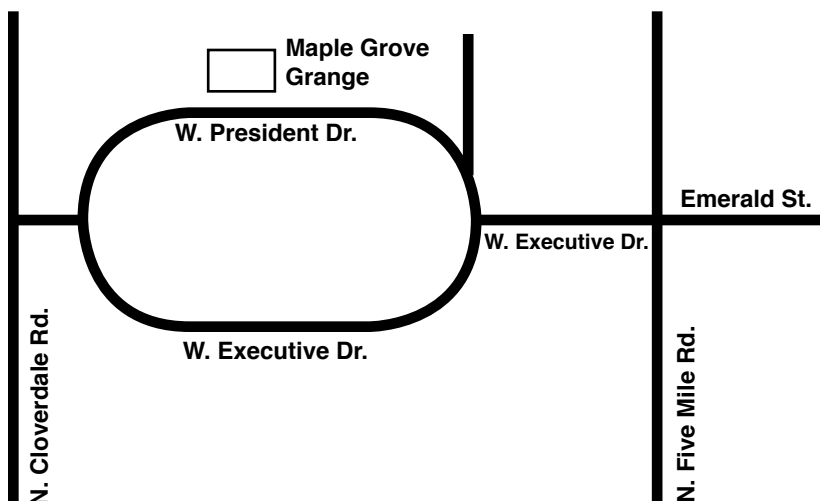 Maple Grove
Grange
W. President Dr.
Emerald St.
W. Executive Dr.
W. Executive Dr.
N. Cloverdale Rd.
N. Five Mile Rd.